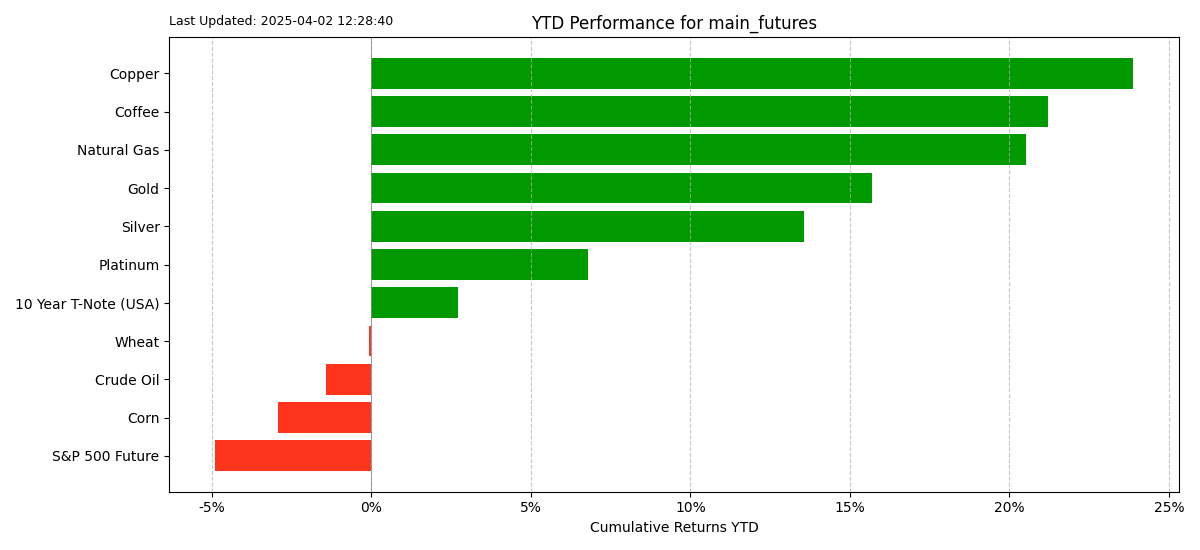 Last Updated: 2025-04-02 12:28:40
YTD Performance for main_futures
Copper
Coffee
Natural Gas
Gold
Silver
Platinum
10 Year T-Note (USA)
Wheat
Crude Oil
Corn
S&P 500 Future
-5%
0%
5%
10%
15%
20%
25%
Cumulative Returns YTD